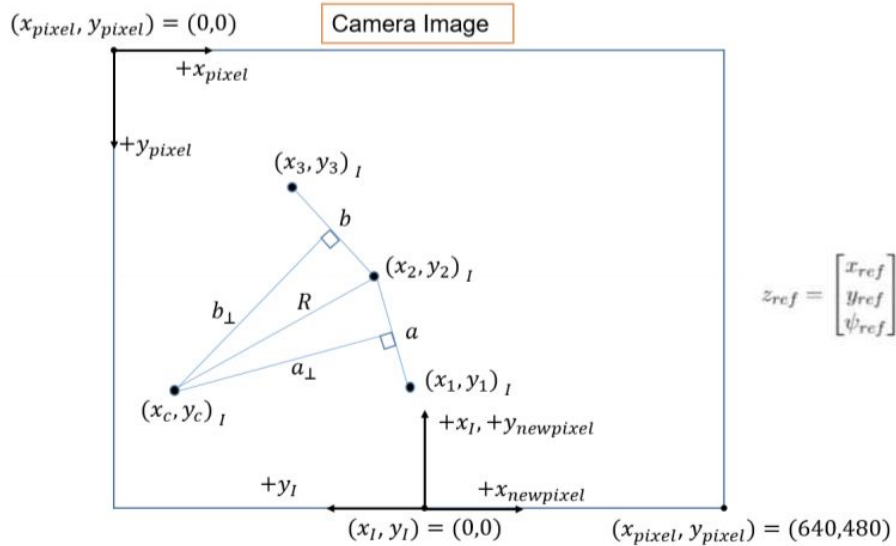 (x_pixel, y_pixel) = (0,0)
Camera Image
+x_pixel
+y_pixel
(x_3, y_3)_I
b
(x_2, y_2)_I
b_⊥
R
a
a_⊥
(x_1, y_1)_I
(x_c, y_c)_I
+x_I, +y_newpixel
+y_I
+x_newpixel
(x_I, y_I) = (0,0)
(x_pixel, y_pixel) = (640,480)
z_ref = [x_ref
y_ref
ψ_ref]